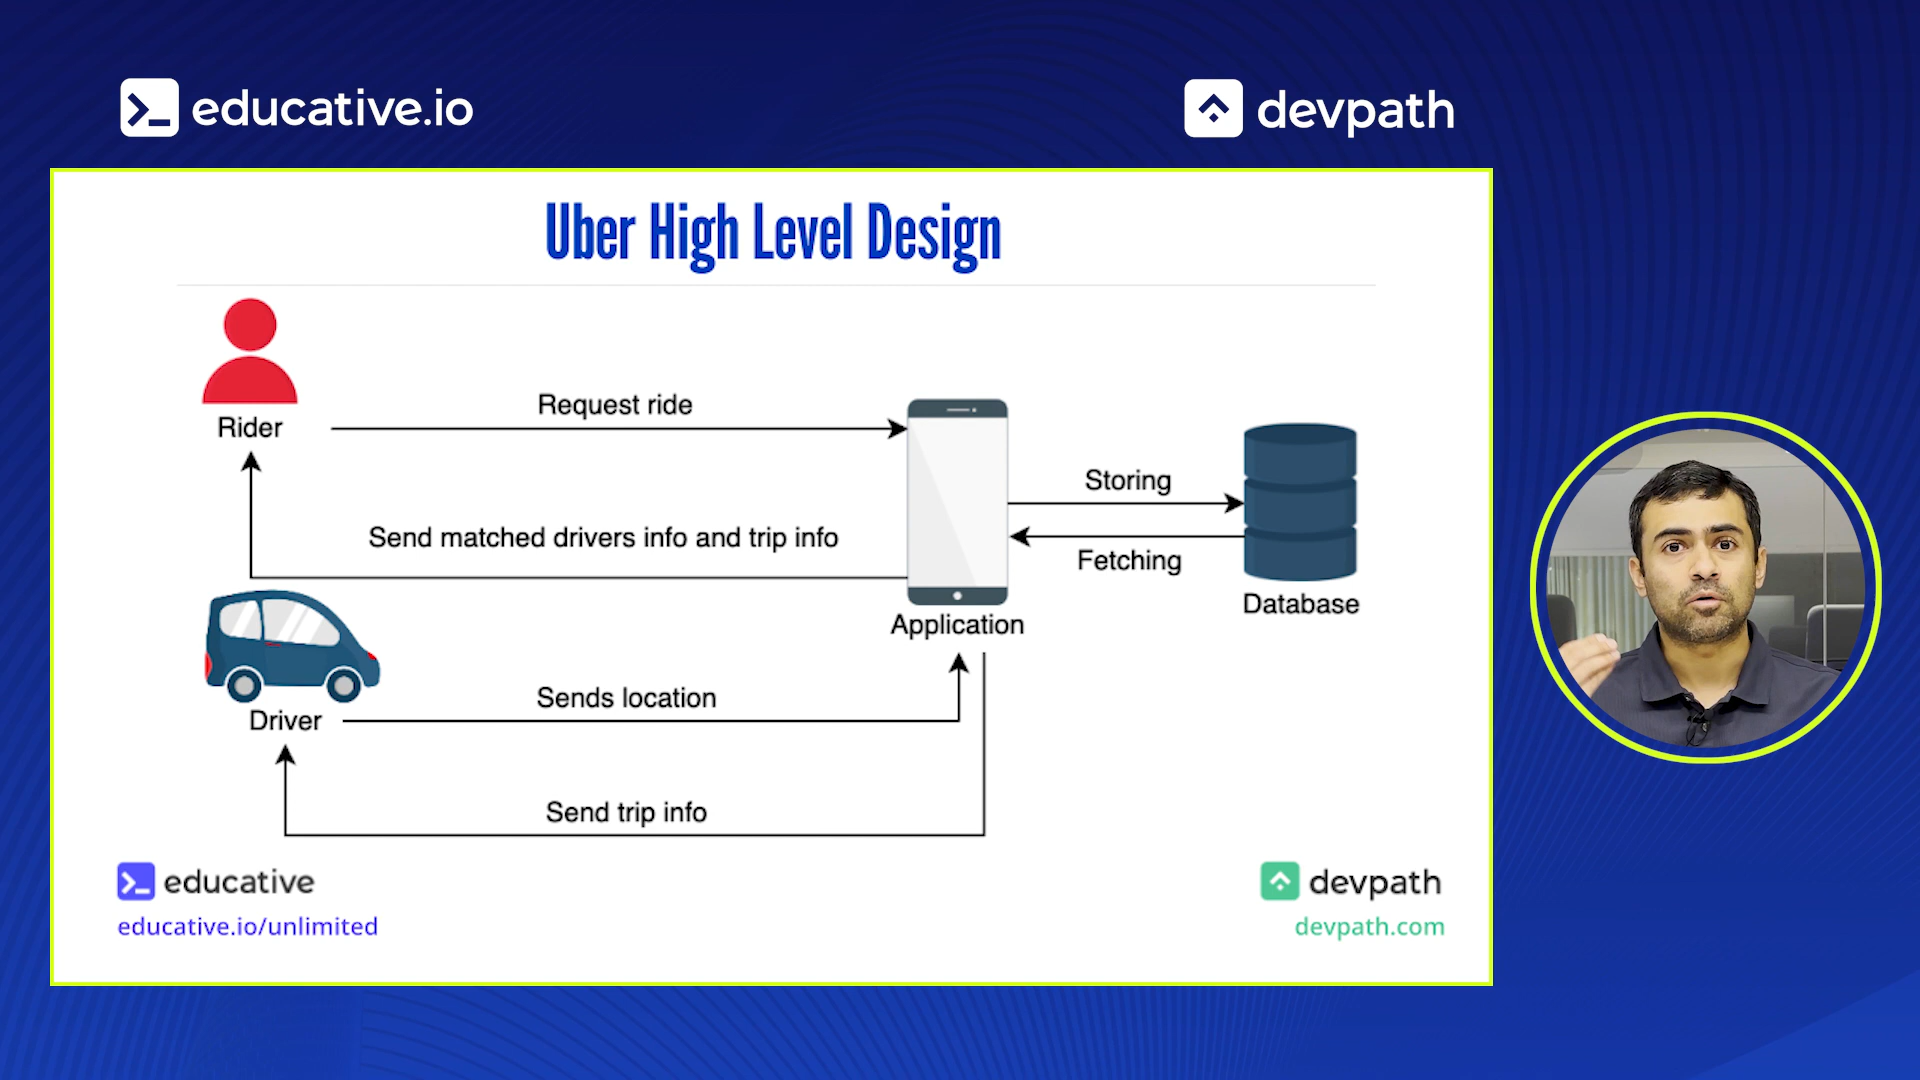 educative.io
devpath
Uber High Level Design
Rider
Request ride
Storing
Send matched drivers info and trip info
Fetching
Database
Application
Sends location
Driver
Send trip info
educative
devpath
educative.io/unlimited
devpath.com